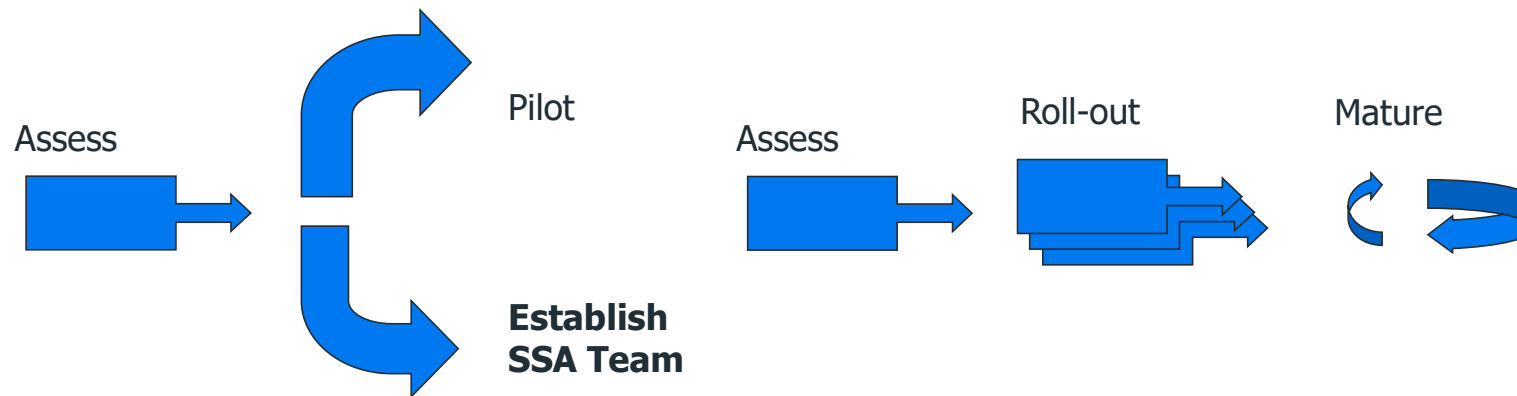 Assess
Pilot
Establish
SSA Team
Assess
Roll-out
Mature